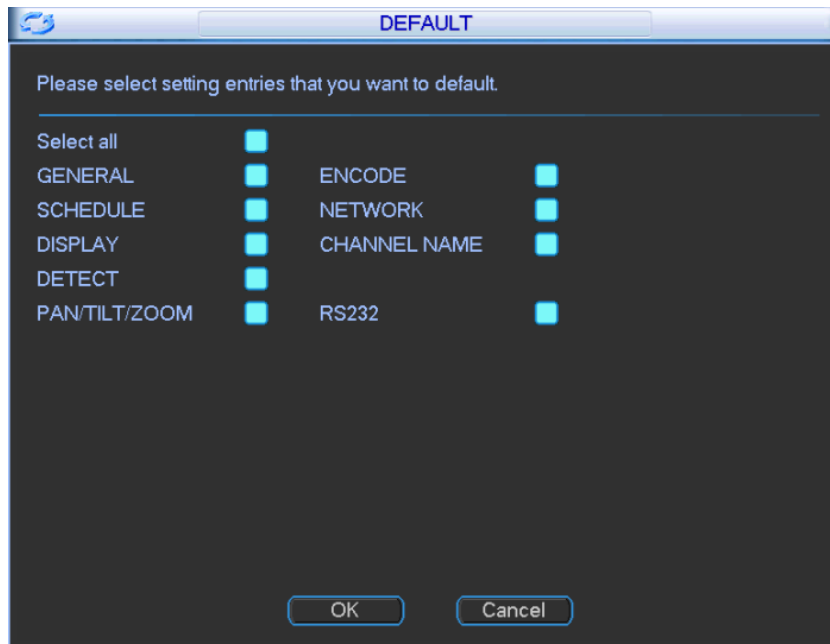 DEFAULT
Please select setting entries that you want to default.
Select all
GENERAL ENCODE
SCHEDULE NETWORK
DISPLAY CHANNEL NAME
DETECT
PAN/TILT/ZOOM RS232
OK Cancel